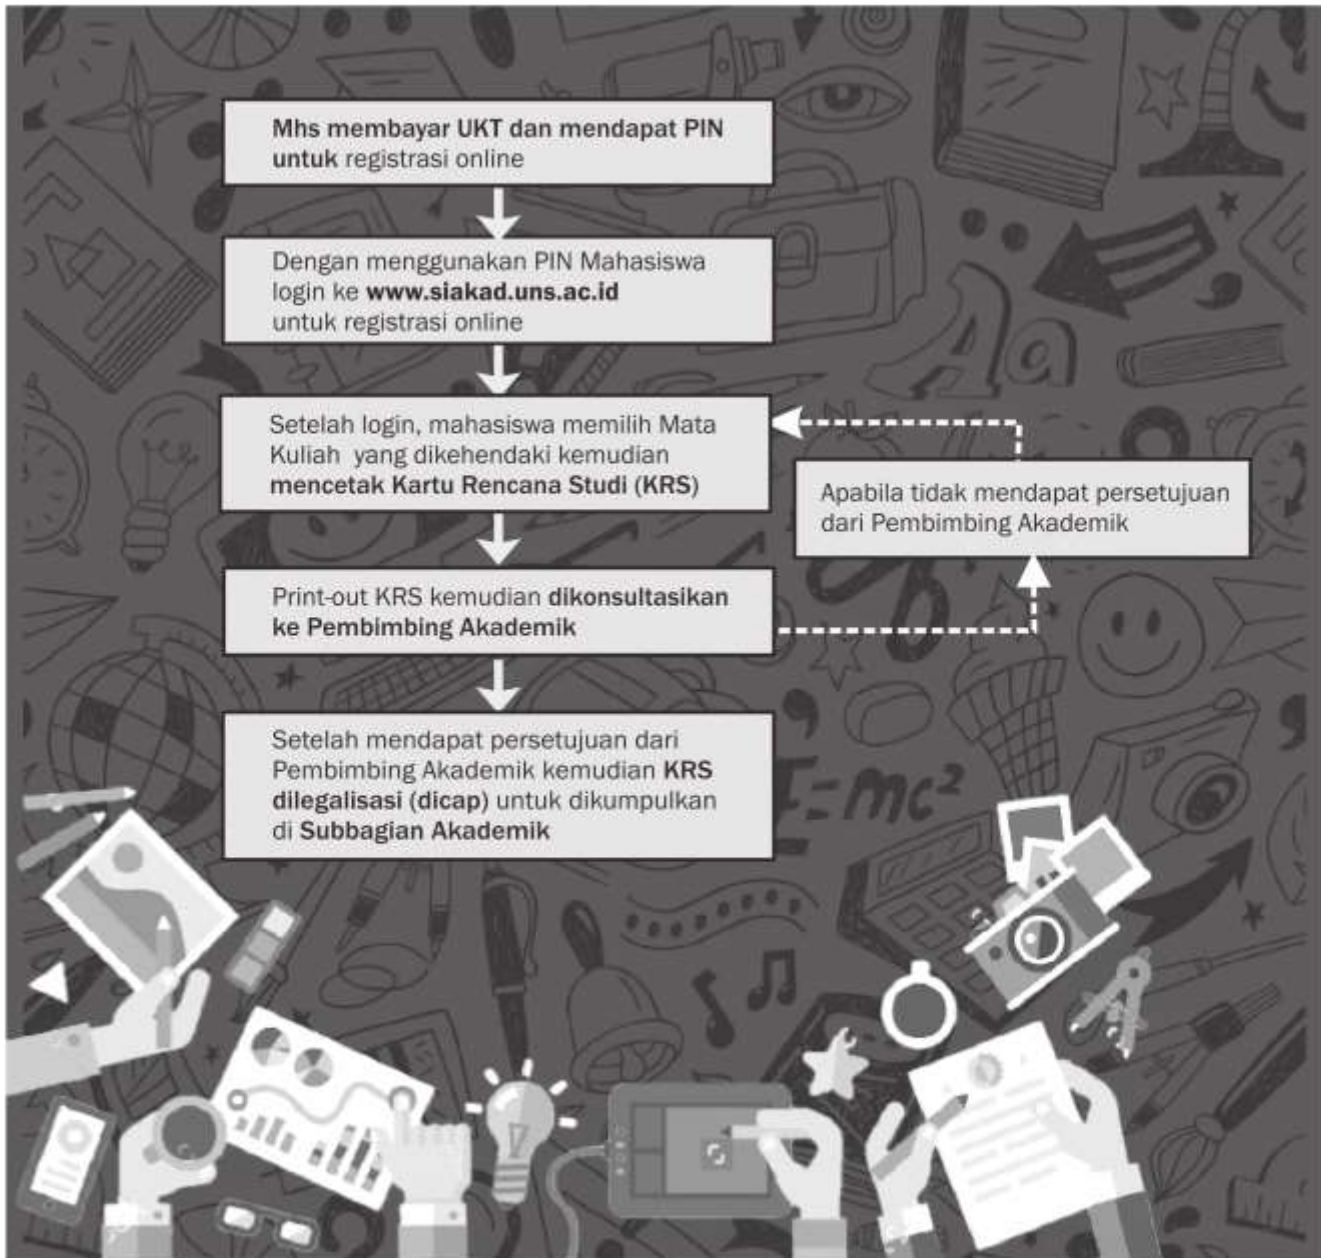 Mhs membayar UKT dan mendapat PIN
untuk registrasi online
Dengan menggunakan PIN Mahasiswa
login ke www.siakad.uns.ac.id
untuk registrasi online
Setelah login, mahasiswa memilih Mata
Kuliah yang dikehendaki kemudian
mencetak Kartu Rencana Studi (KRS)
Apabila tidak mendapat persetujuan
dari Pembimbing Akademik
Print-out KRS kemudian dikonsultasikan
ke Pembimbing Akademik
Setelah mendapat persetujuan dari
Pembimbing Akademik kemudian KRS
dilegalisasi (dicap) untuk dikumpulkan
di Subbagian Akademik
Aa
E=mc²